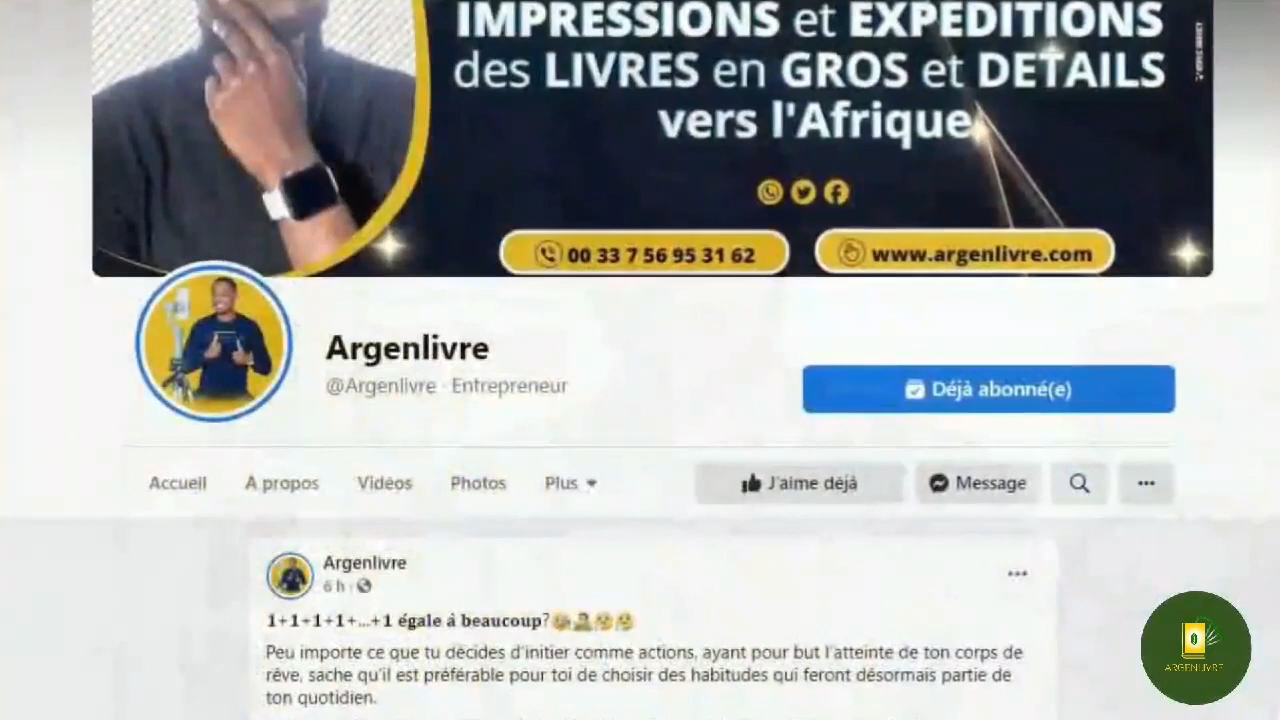 IMPRESSIONS et EXPEDITIONS
des LIVRES en GROS et DETAILS
vers l'Afrique
00 33 7 56 95 31 62
www.argenlivre.com
Argenlivre
@Argenlivre · Entrepreneur
Déjà abonné(e)
Accueil
À propos
Vidéos
Photos
Plus
J'aime déjà
Message
Argenlivre
6 h ·
1+1+1+1+...+1 égale à beaucoup?
Peu importe ce que tu décides d'initier comme actions, ayant pour but l'atteinte de ton corps de
rêve, sache qu'il est préférable pour toi de choisir des habitudes qui feront désormais partie de
ton quotidien.
ARGENLIVRE